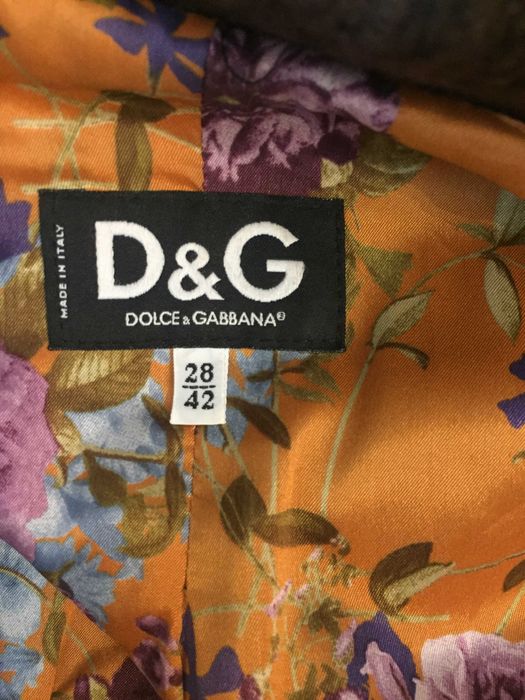 MADE IN ITALY
D&G
DOLCE & GABBANA®
28
42